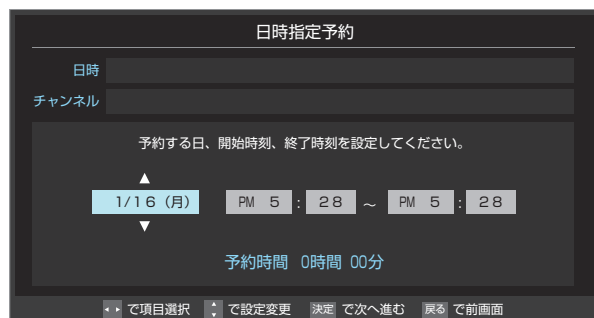 日時指定予約
日時
チャンネル
予約する日、開始時刻、終了時刻を設定してください。
▲
1/16（月） PM 5 : 28 ～ PM 5 : 28
▼
予約時間 0時間 00分
で項目選択 で設定変更 決定 で次へ進む 戻る で前画面